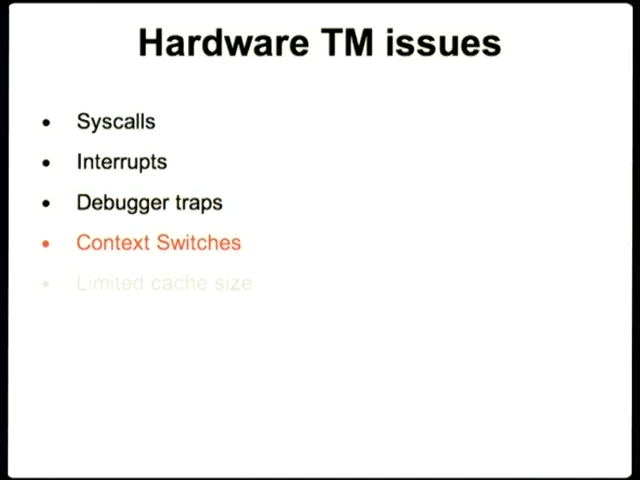 Hardware TM issues
• Syscalls
• Interrupts
• Debugger traps
• Context Switches
• Limited cache size